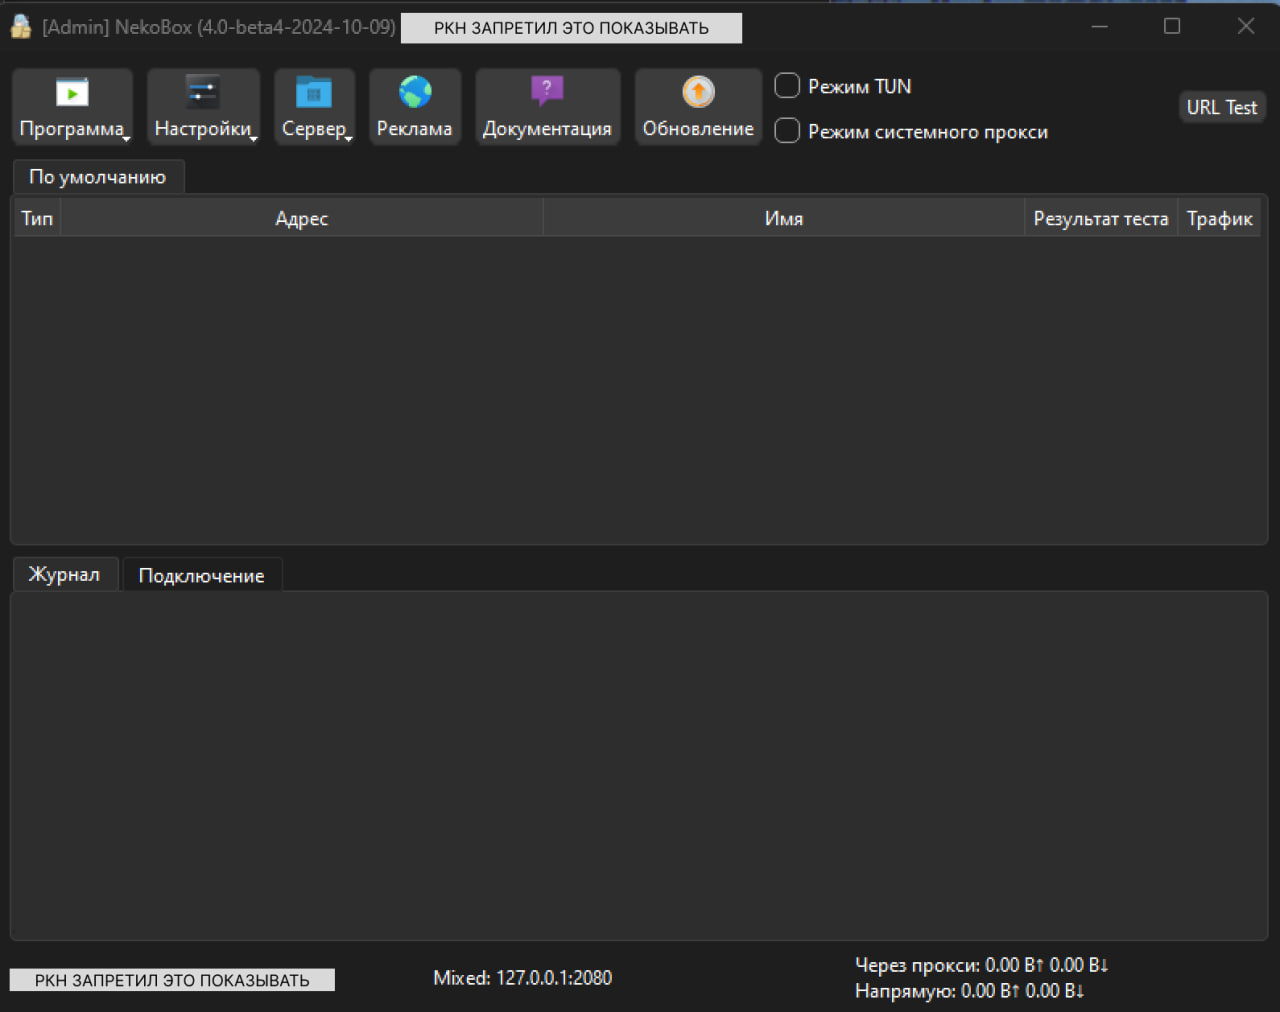 [Admin] NekoBox (4.0-beta4-2024-10-09) РКН ЗАПРЕТИЛ ЭТО ПОКАЗЫВАТЬ
Программа Настройки Сервер Реклама Документация Обновление
Режим TUN
Режим системного прокси
URL Test
По умолчанию
Тип Адрес Имя Результат теста Трафик
Журнал Подключение
РКН ЗАПРЕТИЛ ЭТО ПОКАЗЫВАТЬ
Mixed: 127.0.0.1:2080
Через прокси: 0.00 B↑ 0.00 B↓
Напрямую: 0.00 B↑ 0.00 B↓